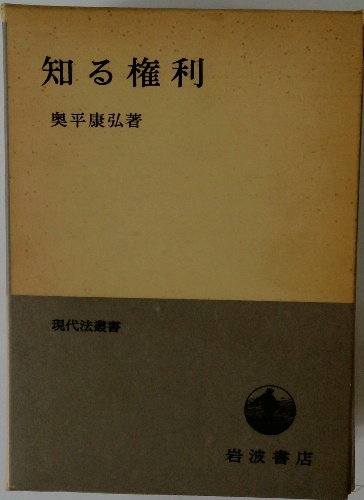 知る権利
奥平康弘著
現代法叢書
岩波書店